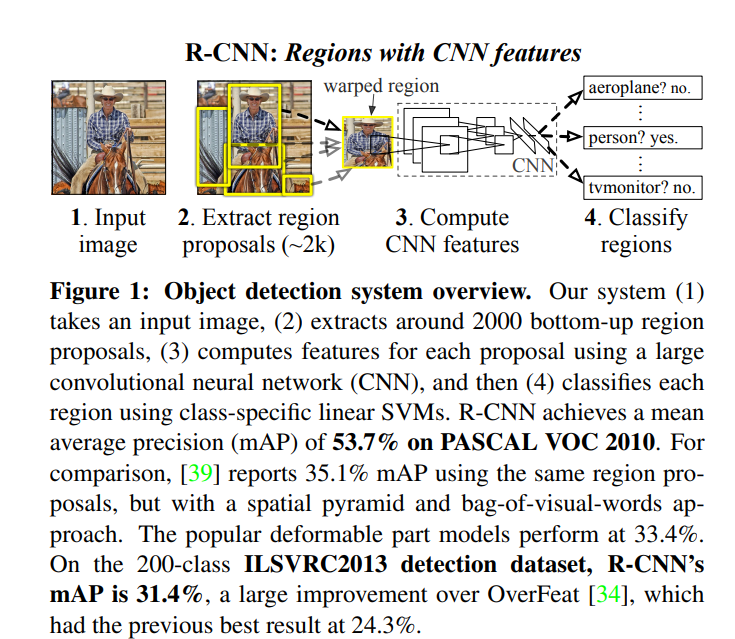 R-CNN: Regions with CNN features
warped region
aeroplane? no.
person? yes.
tvmonitor? no.
CNN
1. Input
image
2. Extract region
proposals (~2k)
3. Compute
CNN features
4. Classify
regions
Figure 1: Object detection system overview. Our system (1)
takes an input image, (2) extracts around 2000 bottom-up region
proposals, (3) computes features for each proposal using a large
convolutional neural network (CNN), and then (4) classifies each
region using class-specific linear SVMs. R-CNN achieves a mean
average precision (mAP) of 53.7% on PASCAL VOC 2010. For
comparison, [39] reports 35.1% mAP using the same region pro-
posals, but with a spatial pyramid and bag-of-visual-words ap-
proach. The popular deformable part models perform at 33.4%.
On the 200-class ILSVRC2013 detection dataset, R-CNN’s
mAP is 31.4%, a large improvement over OverFeat [34], which
had the previous best result at 24.3%.